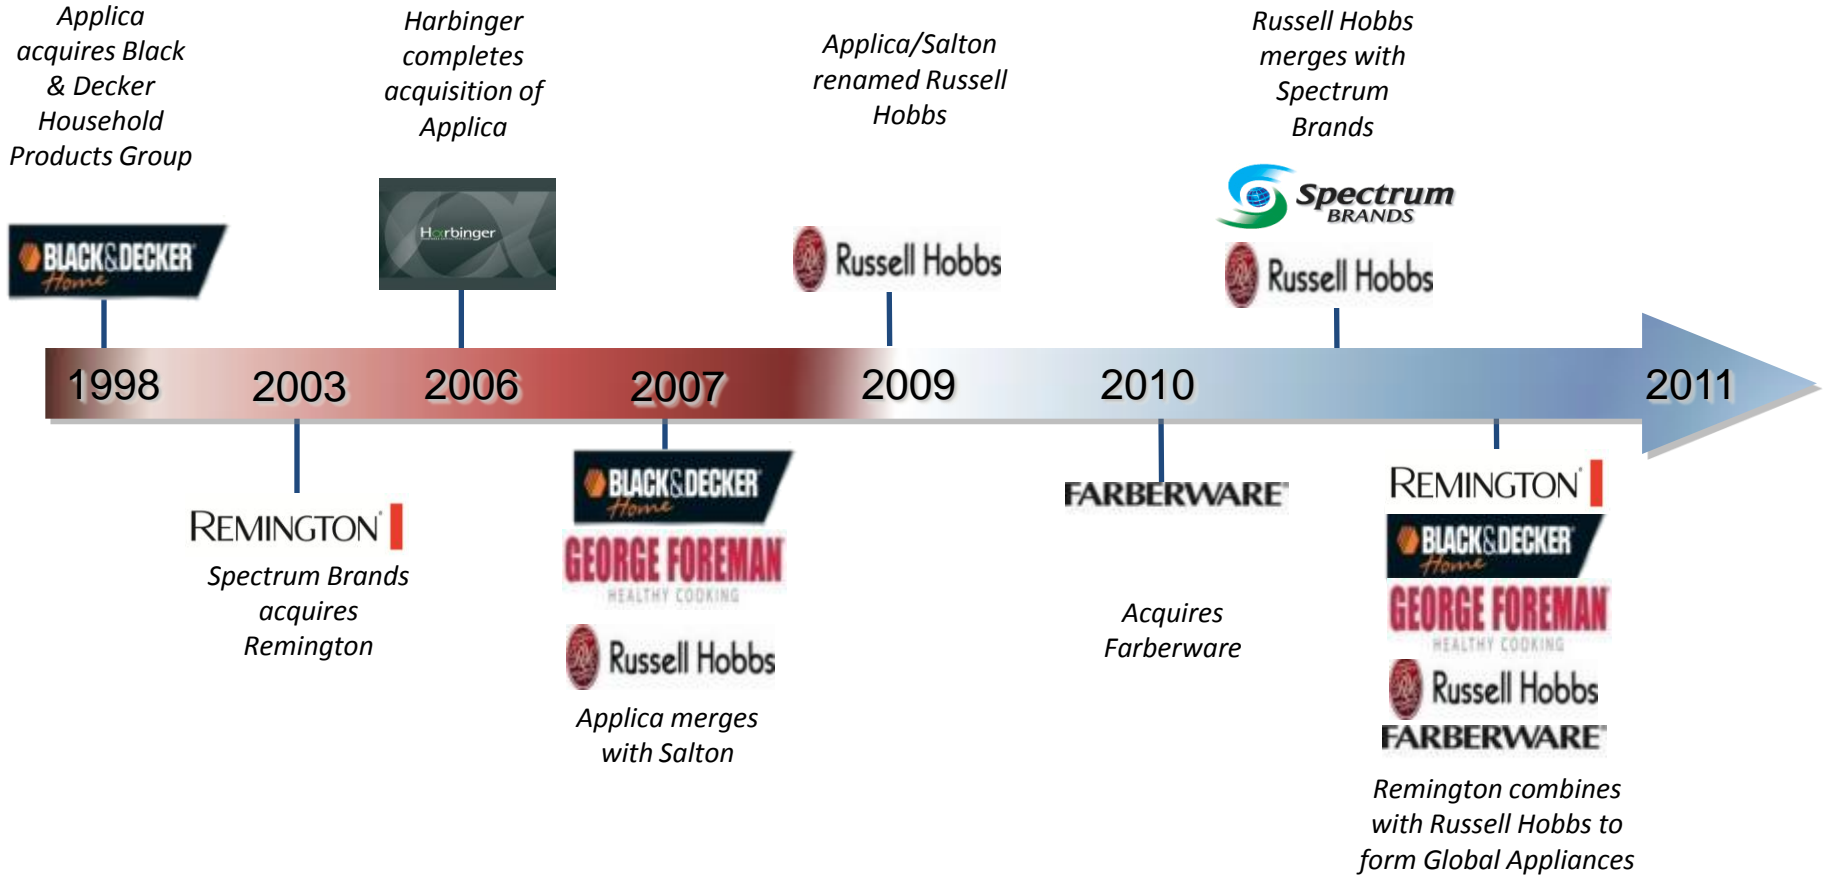 Applica
acquires Black
& Decker
Household
Products Group
Harbinger
completes
acquisition of
Applica
Applica/Salton
renamed Russell
Hobbs
Russell Hobbs
merges with
Spectrum
Brands
BLACK&DECKER
Home
Harbinger
Russell Hobbs
Spectrum
BRANDS
Russell Hobbs
1998
2003
2006
2007
2009
2010
2011
REMINGTON
Spectrum Brands
acquires
Remington
BLACK&DECKER
Home
GEORGE FOREMAN
HEALTHY COOKING
Russell Hobbs
Applica merges
with Salton
FARBERWARE
Acquires
Farberware
REMINGTON
BLACK&DECKER
Home
GEORGE FOREMAN
HEALTHY COOKING
Russell Hobbs
FARBERWARE
Remington combines
with Russell Hobbs to
form Global Appliances